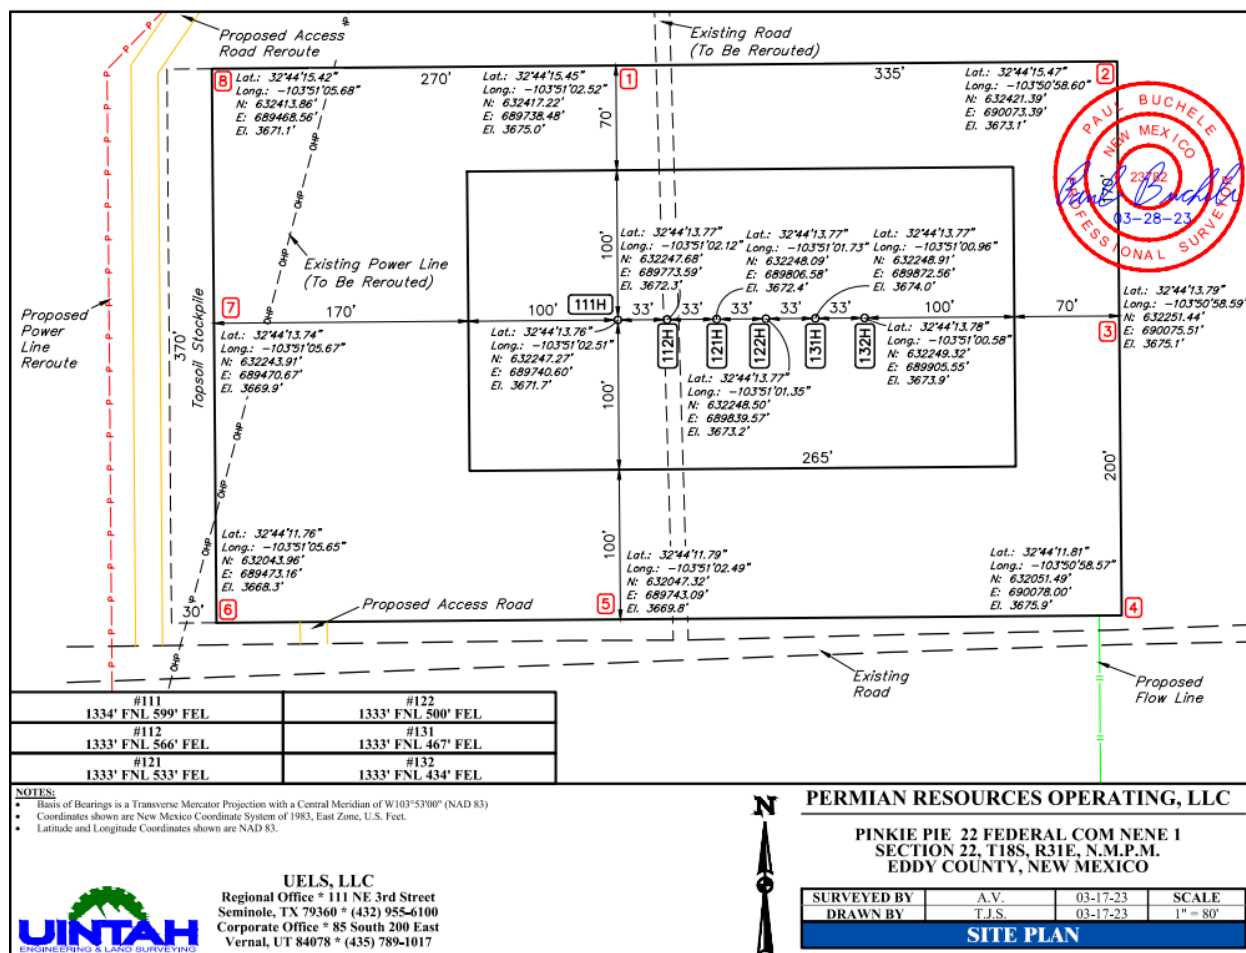 Proposed Access
Road Reroute
Existing Road
(To Be Rerouted)
8
Lat.: 32°44'15.42"
Long.: -103°51'05.68"
N: 632413.86'
E: 689468.56'
El. 3671.1'
270'
Lat.: 32°44'15.45"
Long.: -103°51'02.52"
N: 632417.22'
E: 689738.48'
El. 3675.0'
1
70'
335'
Lat.: 32°44'15.47"
Long.: -103°50'58.60"
N: 632421.39'
E: 690073.39'
El. 3673.1'
2
PAUL BUCHELE
NEW MEXICO
23782
PROFESSIONAL SURVEYOR
Paul Buchele
03-28-23
170'
OHP
OHP
OHP
OHP
OHP
OHP
OHP
HP
P
P
P
P
P
P
P
P
P
P
P
P
Existing Power Line
(To Be Rerouted)
Proposed
Power
Line
Reroute
Topsoil Stockpile
370'
7
170'
Lat.: 32°44'13.74"
Long.: -103°51'05.67"
N: 632243.91'
E: 689470.67'
El. 3669.9'
100'
Lat.: 32°44'13.77"
Long.: -103°51'02.12"
N: 632247.68'
E: 689773.59'
El. 3672.3'
Lat.: 32°44'13.77"
Long.: -103°51'01.73"
N: 632248.09'
E: 689806.58'
El. 3672.4'
Lat.: 32°44'13.77"
Long.: -103°51'00.96"
N: 632248.91'
E: 689872.56'
El. 3674.0'
111H
100'
33'
33'
33'
33'
33'
100'
70'
Lat.: 32°44'13.79"
Long.: -103°50'58.59"
N: 632251.44'
E: 690075.51'
El. 3675.1'
3
Lat.: 32°44'13.76"
Long.: -103°51'02.51"
N: 632247.27'
E: 689740.60'
El. 3671.7'
112H
121H
122H
131H
132H
Lat.: 32°44'13.78"
Long.: -103°51'00.58"
N: 632249.32'
E: 689905.55'
El. 3673.9'
Lat.: 32°44'13.77"
Long.: -103°51'01.35"
N: 632248.50'
E: 689839.57'
El. 3673.2'
100'
265'
200'
100'
Lat.: 32°44'11.76"
Long.: -103°51'05.65"
N: 632043.96'
E: 689473.16'
El. 3668.3'
30'
6
Proposed Access Road
5
Lat.: 32°44'11.79"
Long.: -103°51'02.49"
N: 632047.32'
E: 689743.09'
El. 3669.8'
Lat.: 32°44'11.81"
Long.: -103°50'58.57"
N: 632051.49'
E: 690078.00'
El. 3675.9'
4
Existing
Road
Proposed
Flow Line
#111
1334' FNL 599' FEL
#122
1333' FNL 500' FEL
#112
1333' FNL 566' FEL
#131
1333' FNL 467' FEL
#121
1333' FNL 533' FEL
#132
1333' FNL 434' FEL
NOTES:
• Basis of Bearings is a Transverse Mercator Projection with a Central Meridian of W103°53'00" (NAD 83)
• Coordinates shown are New Mexico Coordinate System of 1983, East Zone, U.S. Feet.
• Latitude and Longitude Coordinates shown are NAD 83.
UINTAH
ENGINEERING & LAND SURVEYING
UELS, LLC
Regional Office * 111 NE 3rd Street
Seminole, TX 79360 * (432) 955-6100
Corporate Office * 85 South 200 East
Vernal, UT 84078 * (435) 789-1017
N
PERMIAN RESOURCES OPERATING, LLC
PINKIE PIE 22 FEDERAL COM NENE 1
SECTION 22, T18S, R31E, N.M.P.M.
EDDY COUNTY, NEW MEXICO
SURVEYED BY A.V. 03-17-23 SCALE
DRAWN BY T.J.S. 03-17-23 1" = 80'
SITE PLAN